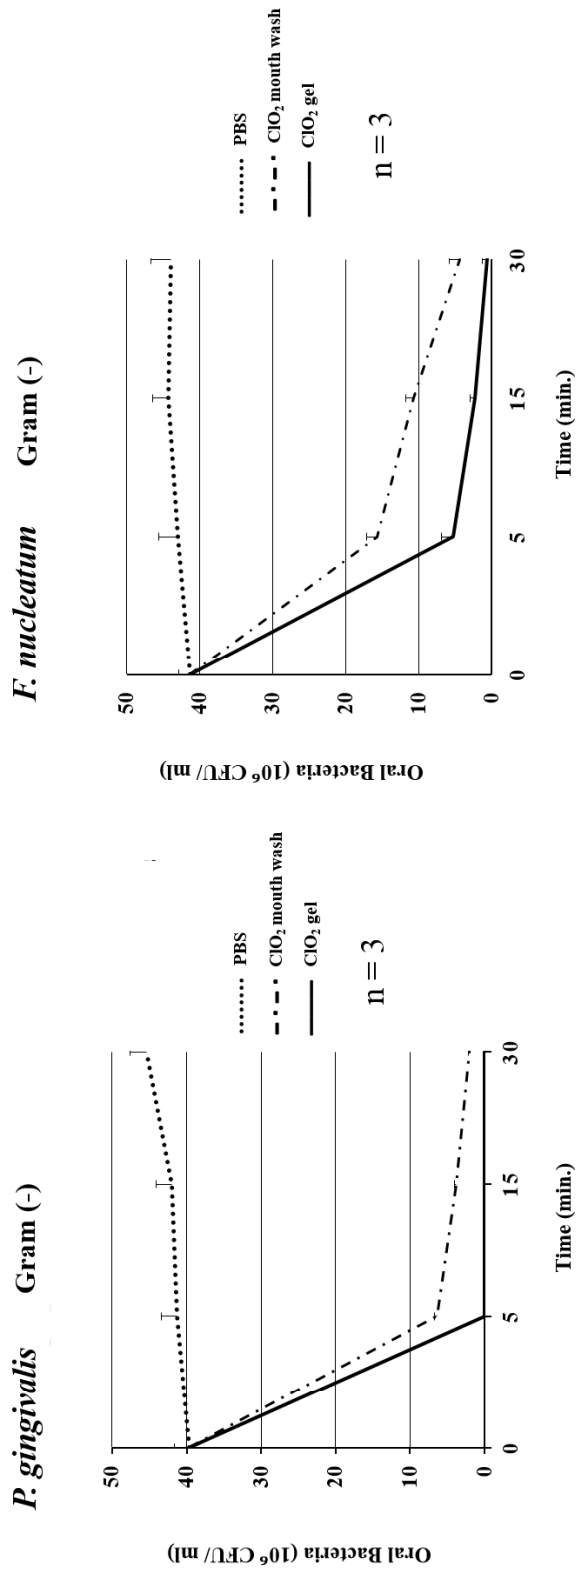 P. gingivalis Gram (-)
Oral Bacteria (10⁶ CFU/ ml)
50
40
30
20
10
0
0 5 15 30
Time (min.)
PBS
ClO₂ mouth wash
ClO₂ gel
n = 3
F. nucleatum Gram (-)
Oral Bacteria (10⁶ CFU/ ml)
50
40
30
20
10
0
0 5 15 30
Time (min.)
PBS
ClO₂ mouth wash
ClO₂ gel
n = 3